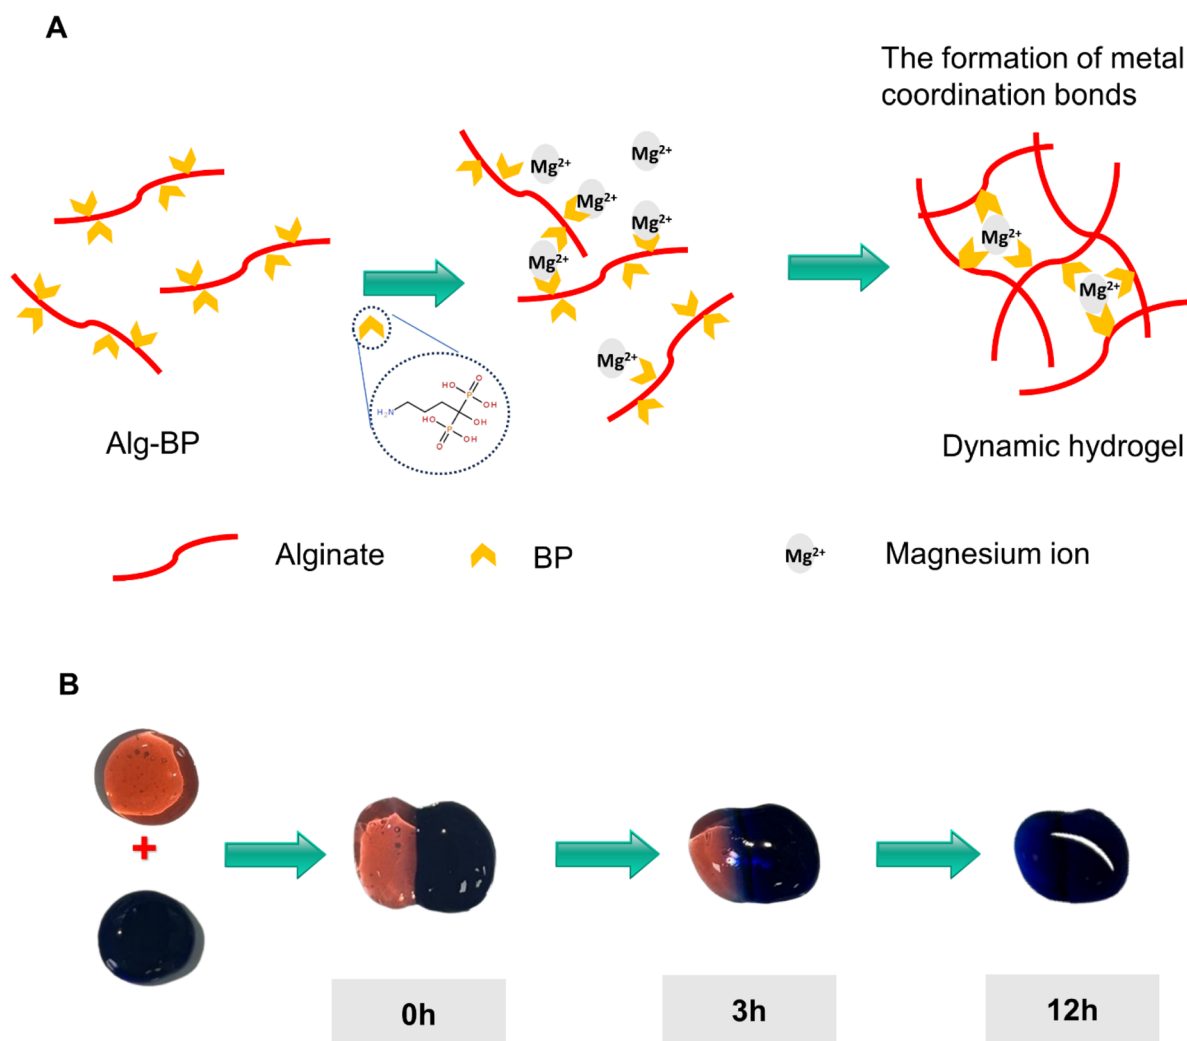 A
The formation of metal
coordination bonds
Mg²⁺
Mg²⁺
Mg²⁺
Mg²⁺
Mg²⁺
Mg²⁺
Mg²⁺
Mg²⁺
H₂N
HO
O
P
OH
OH
HO
P
OH
O
HO
Alg-BP
Dynamic hydrogel
Alginate
BP
Mg²⁺
Magnesium ion
B
+
0h
3h
12h